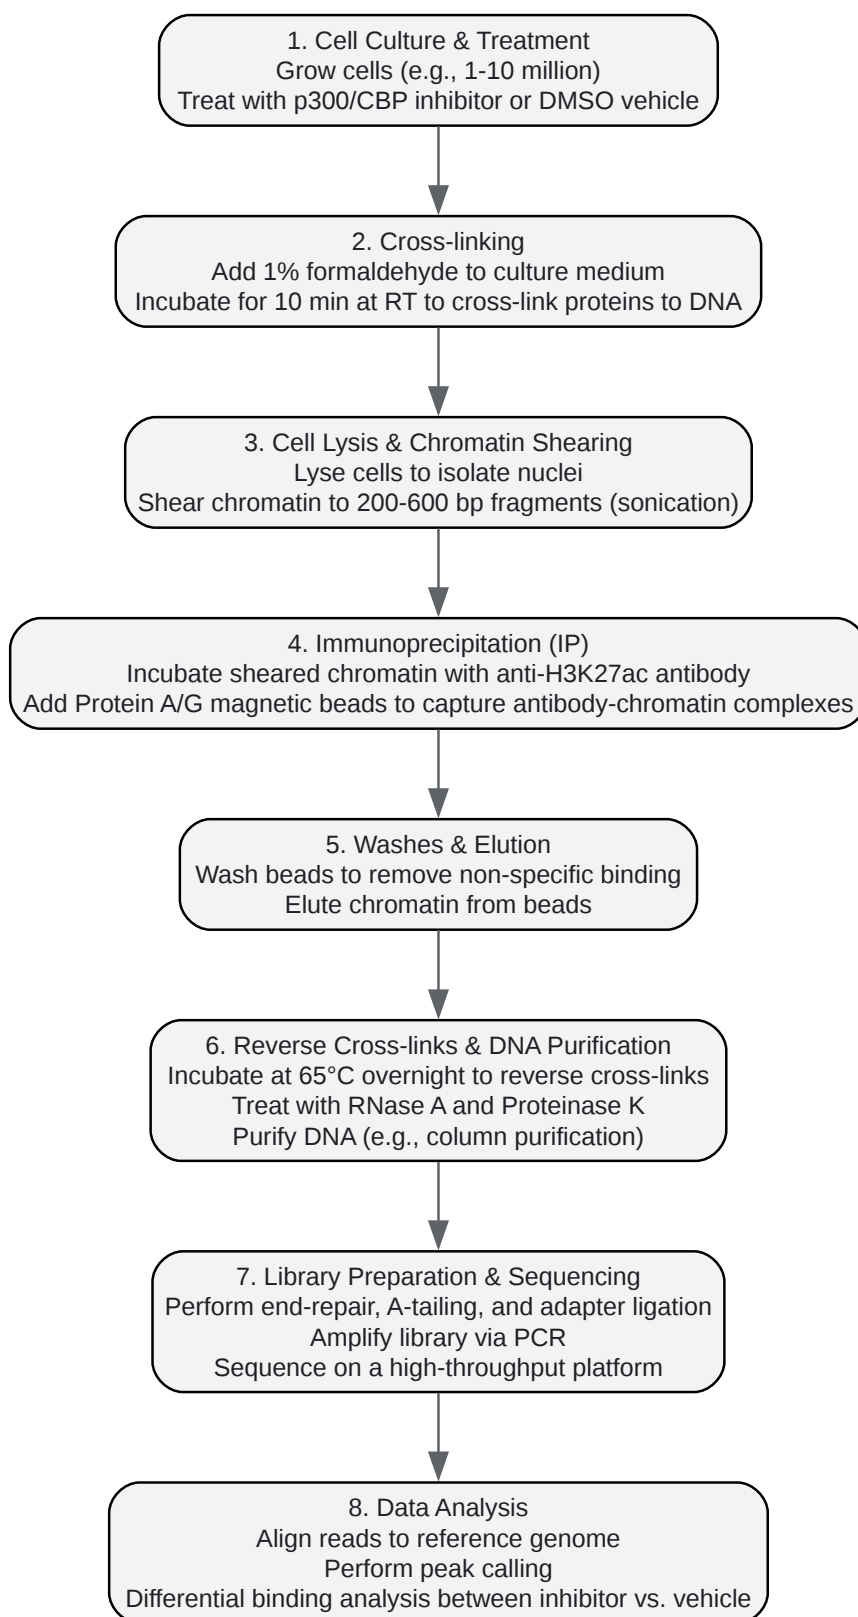 1. Cell Culture & Treatment
Grow cells (e.g., 1-10 million)
Treat with p300/CBP inhibitor or DMSO vehicle
2. Cross-linking
Add 1% formaldehyde to culture medium
Incubate for 10 min at RT to cross-link proteins to DNA
3. Cell Lysis & Chromatin Shearing
Lyse cells to isolate nuclei
Shear chromatin to 200-600 bp fragments (sonication)
4. Immunoprecipitation (IP)
Incubate sheared chromatin with anti-H3K27ac antibody
Add Protein A/G magnetic beads to capture antibody-chromatin complexes
5. Washes & Elution
Wash beads to remove non-specific binding
Elute chromatin from beads
6. Reverse Cross-links & DNA Purification
Incubate at 65°C overnight to reverse cross-links
Treat with RNase A and Proteinase K
Purify DNA (e.g., column purification)
7. Library Preparation & Sequencing
Perform end-repair, A-tailing, and adapter ligation
Amplify library via PCR
Sequence on a high-throughput platform
8. Data Analysis
Align reads to reference genome
Perform peak calling
Differential binding analysis between inhibitor vs. vehicle